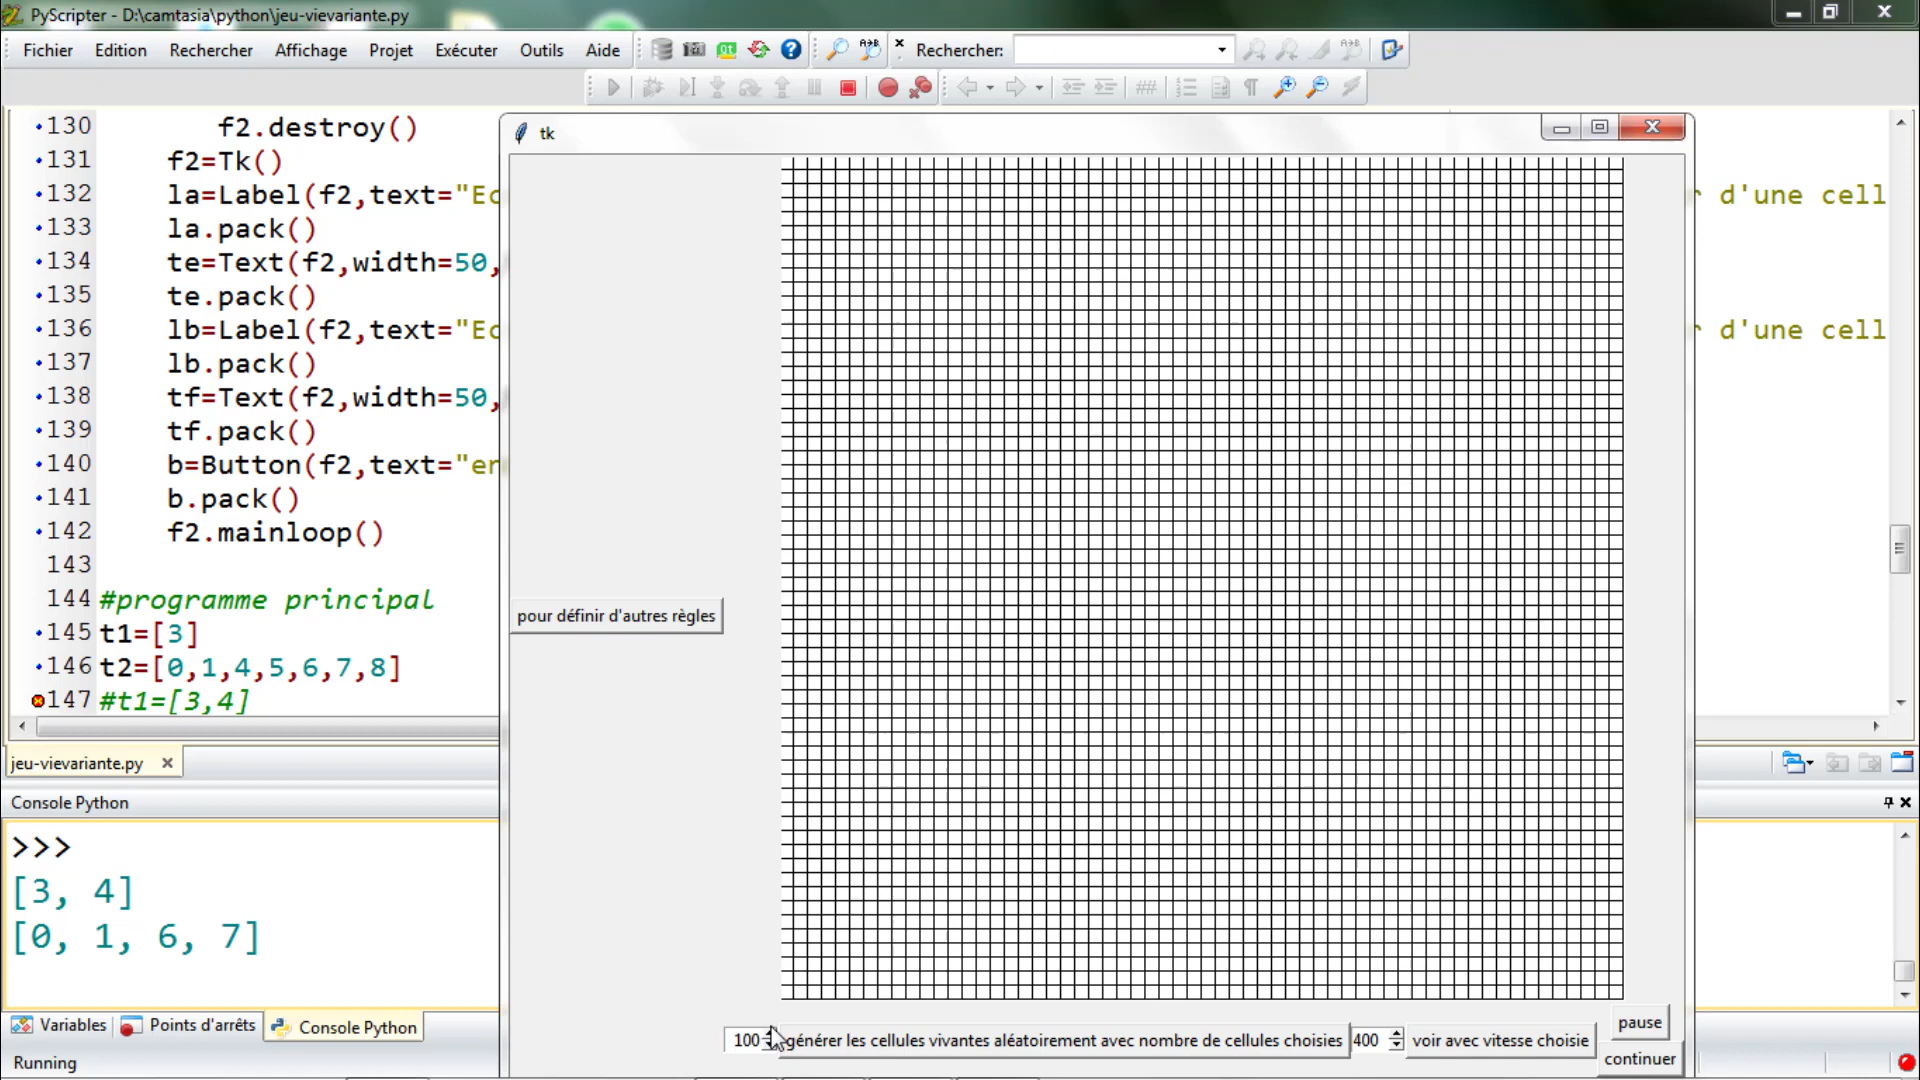 PyScripter - D:\camtasia\python\jeu-vievariante.py
Fichier Edition Rechercher Affichage Projet Exécuter Outils Aide Rechercher:
130 f2.destroy()
131 f2=Tk()
132 la=Label(f2,text="Ec
133 la.pack()
134 te=Text(f2,width=50,
135 te.pack()
136 lb=Label(f2,text="Ec
137 lb.pack()
138 tf=Text(f2,width=50,
139 tf.pack()
140 b=Button(f2,text="en
141 b.pack()
142 f2.mainloop()
143
144 #programme principal
145 t1=[3]
146 t2=[0,1,4,5,6,7,8]
147 #t1=[3,4]
r d'une cell
r d'une cell
tk
pour définir d'autres règles
100 générer les cellules vivantes aléatoirement avec nombre de cellules choisies 400 voir avec vitesse choisie
pause
continuer
jeu-vievariante.py
Console Python
>>>
[3, 4]
[0, 1, 6, 7]
Variables Points d'arrêts Console Python
Running